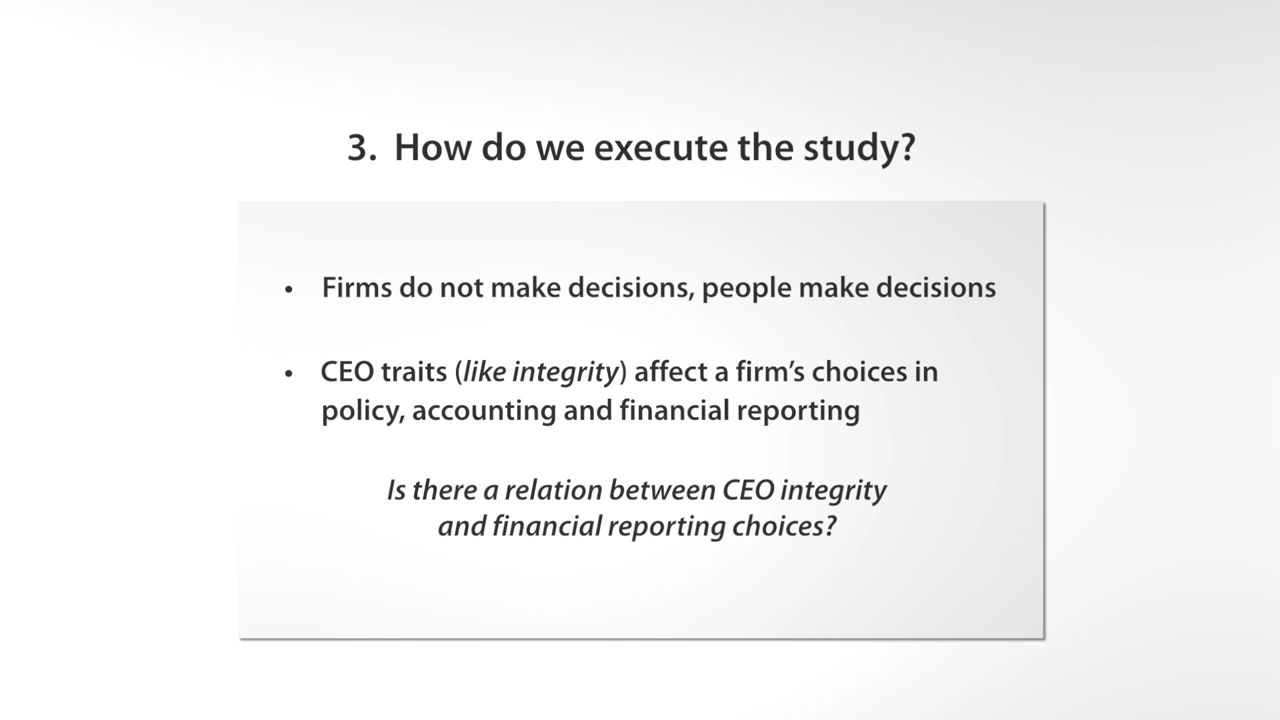 3. How do we execute the study?
• Firms do not make decisions, people make decisions
• CEO traits (like integrity) affect a firm's choices in
policy, accounting and financial reporting
Is there a relation between CEO integrity
and financial reporting choices?